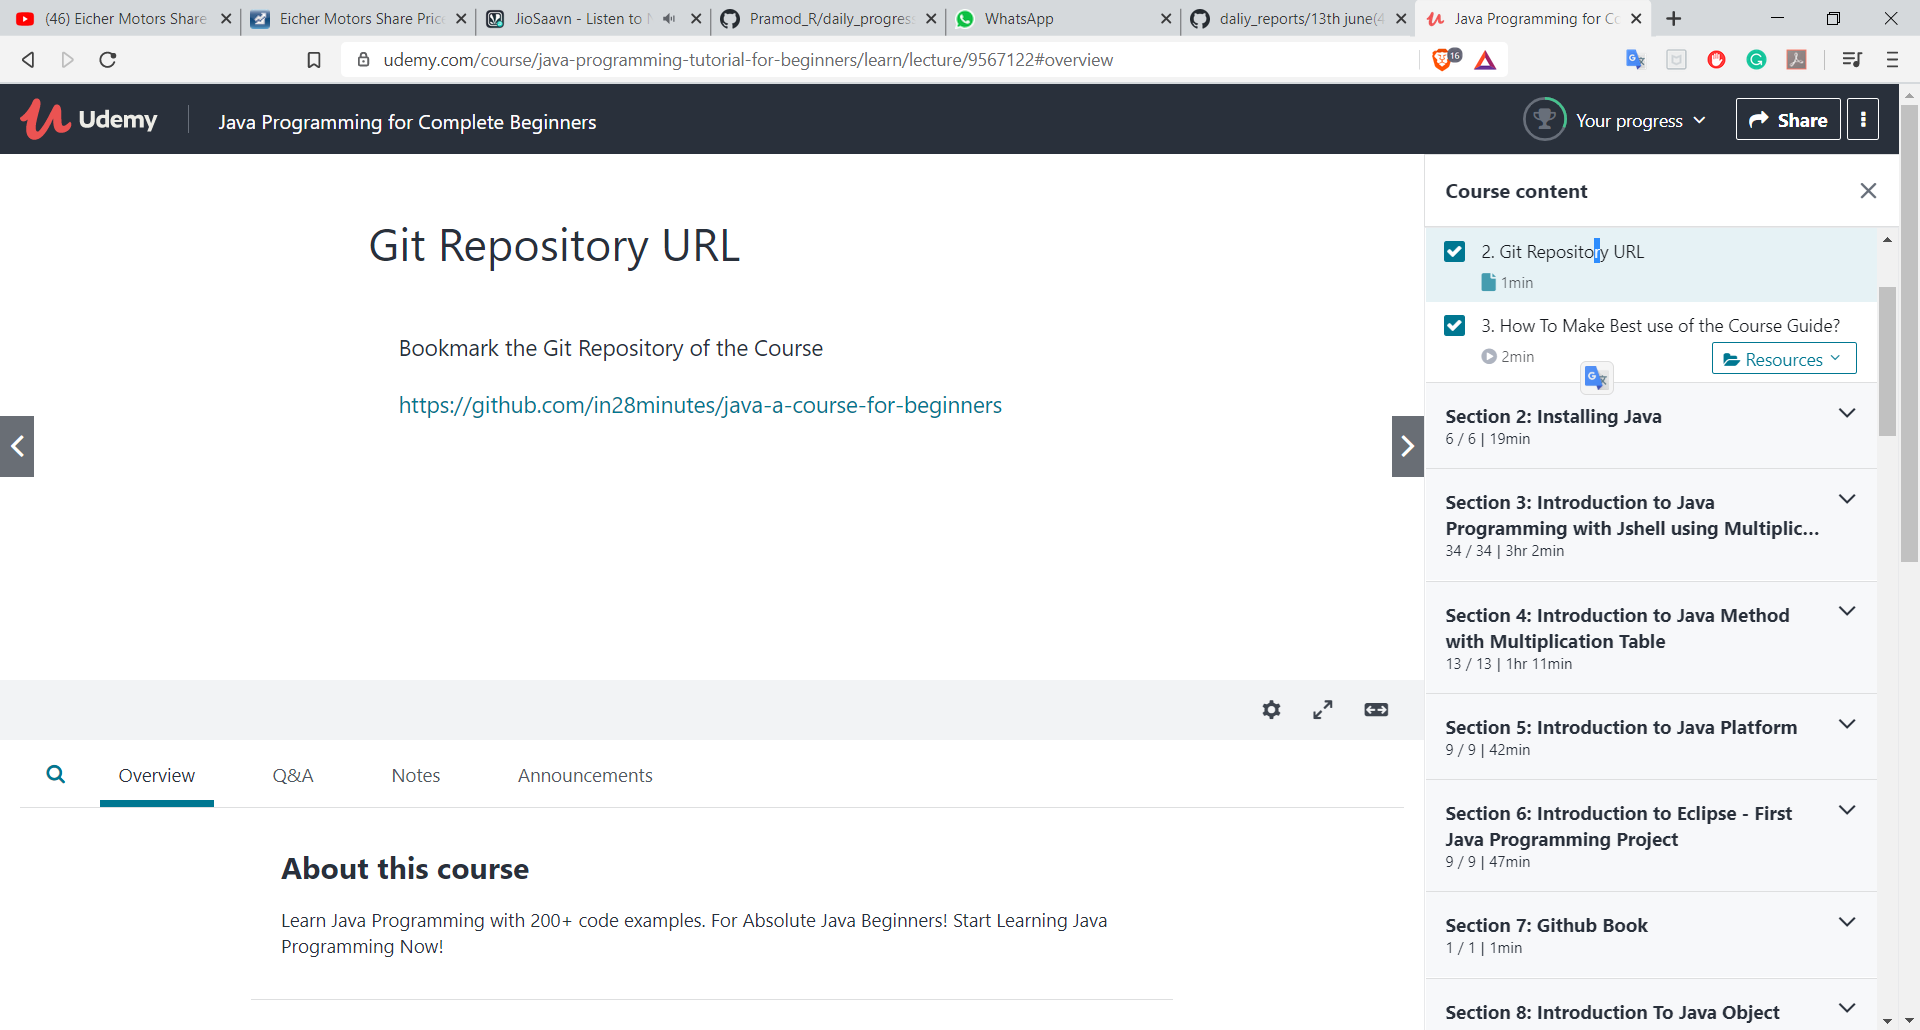 (46) Eicher Motors Share
Eicher Motors Share Pric
JioSaavn - Listen to
Pramod_R/daily_progres
WhatsApp
daliy_reports/13th june(4
Java Programming for Co
udemy.com/course/java-programming-tutorial-for-beginners/learn/lecture/9567122#overview
16
Udemy
Java Programming for Complete Beginners
Your progress
Share
Git Repository URL
Bookmark the Git Repository of the Course
https://github.com/in28minutes/java-a-course-for-beginners
Overview
Q&A
Notes
Announcements
About this course
Learn Java Programming with 200+ code examples. For Absolute Java Beginners! Start Learning Java
Programming Now!
Course content
2. Git Repository URL
1min
3. How To Make Best use of the Course Guide?
2min
Resources
Section 2: Installing Java
6 / 6 | 19min
Section 3: Introduction to Java
Programming with Jshell using Multiplic...
34 / 34 | 3hr 2min
Section 4: Introduction to Java Method
with Multiplication Table
13 / 13 | 1hr 11min
Section 5: Introduction to Java Platform
9 / 9 | 42min
Section 6: Introduction to Eclipse - First
Java Programming Project
9 / 9 | 47min
Section 7: Github Book
1 / 1 | 1min
Section 8: Introduction To Java Object